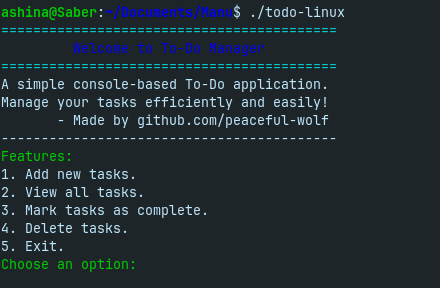 ashina@Saber:~/Documents/Manu$ ./todo-linux
==========================================
Welcome to To-Do Manager
==========================================
A simple console-based To-Do application.
Manage your tasks efficiently and easily!
- Made by github.com/peaceful-wolf
------------------------------------------
Features:
1. Add new tasks.
2. View all tasks.
3. Mark tasks as complete.
4. Delete tasks.
5. Exit.
Choose an option: